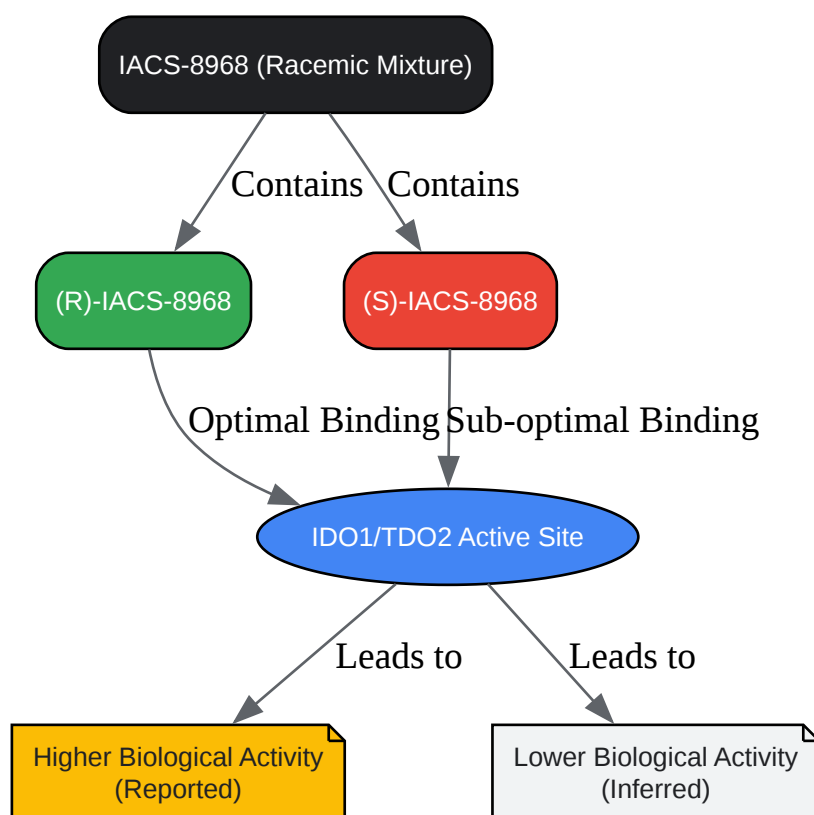 IACS-8968 (Racemic Mixture)
Contains
Contains
(R)-IACS-8968
(S)-IACS-8968
Optimal Binding
Sub-optimal Binding
IDO1/TDO2 Active Site
Leads to
Leads to
Higher Biological Activity
(Reported)
Lower Biological Activity
(Inferred)